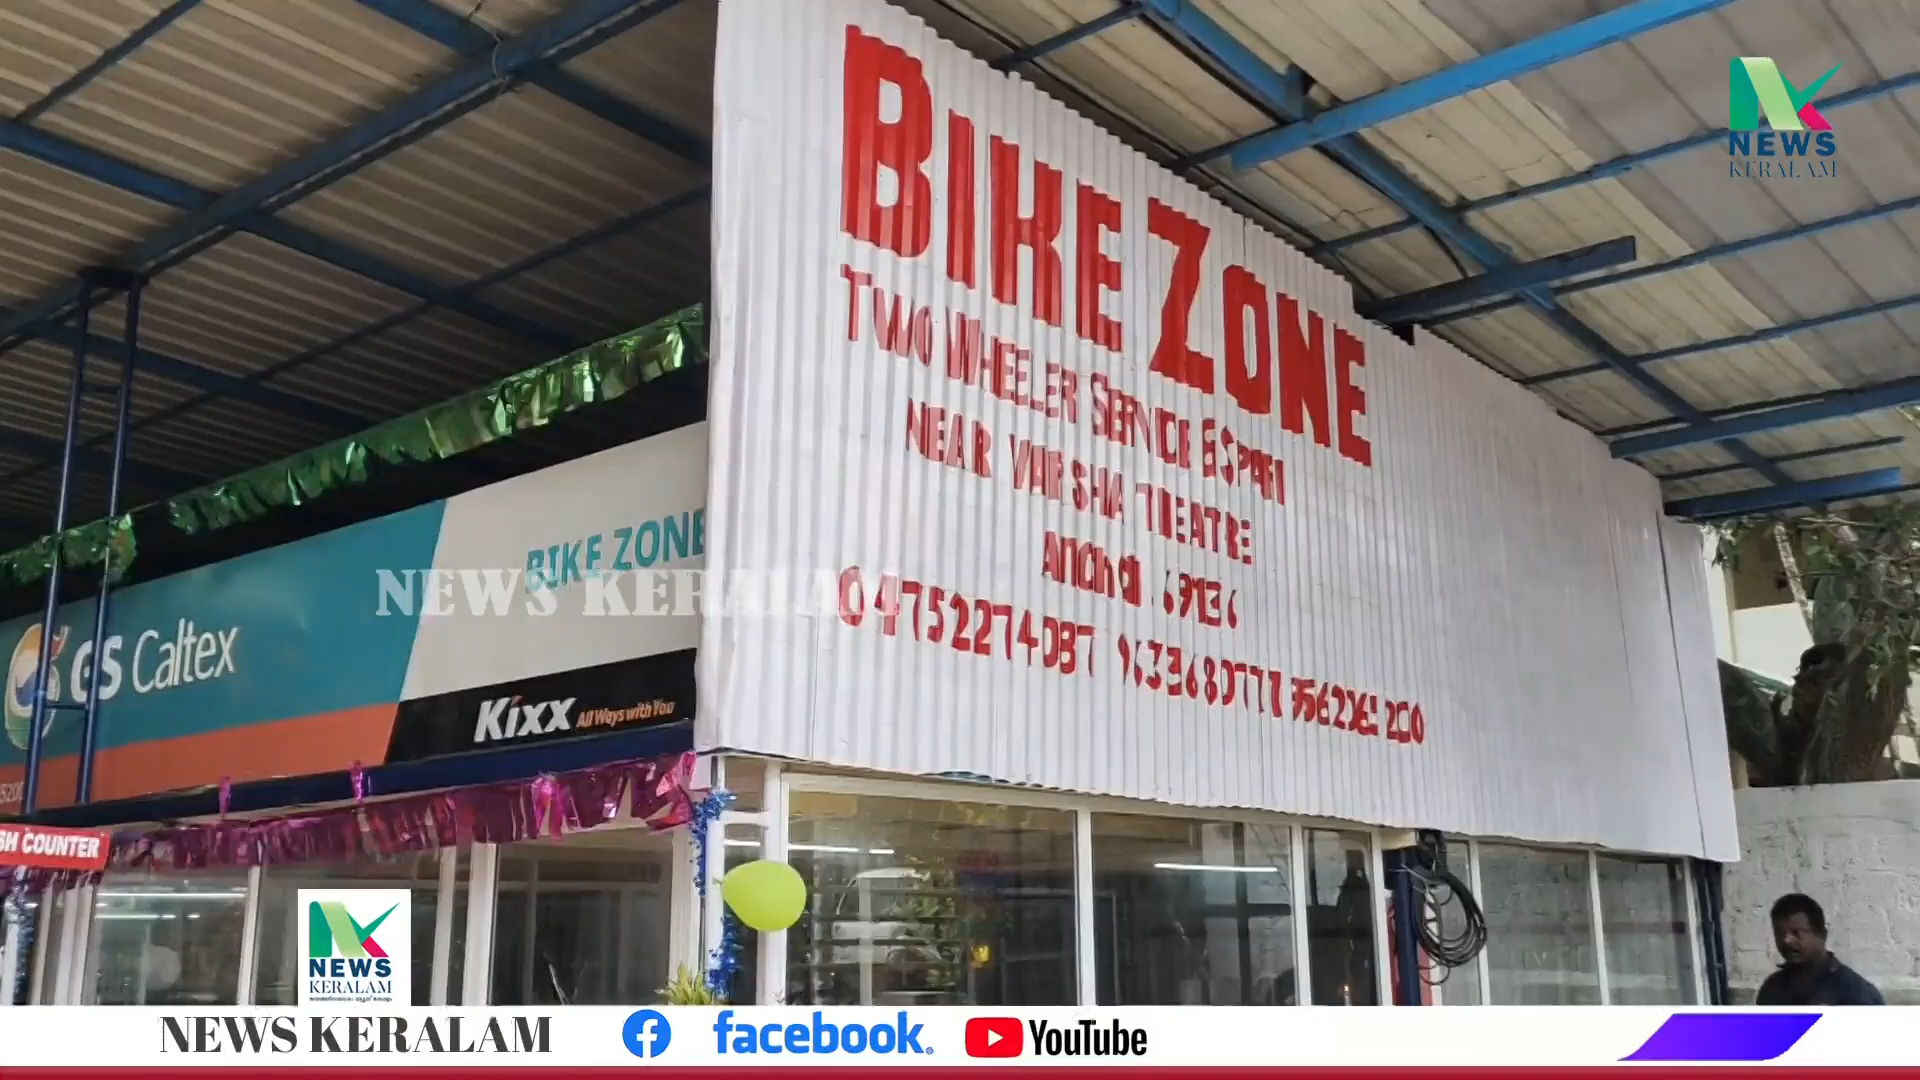 BIKE ZONE
TWO WHEELER SERVICE & SPARE
NEAR VARSHA THEATRE
04752274087
BIKE ZONE
GS Caltex
Kixx All Ways with You
SH COUNTER
NEWS KERALAM
NEWS
KERALAM
NEWS
KERALAM
NEWS KERALAM
facebook.
YouTube